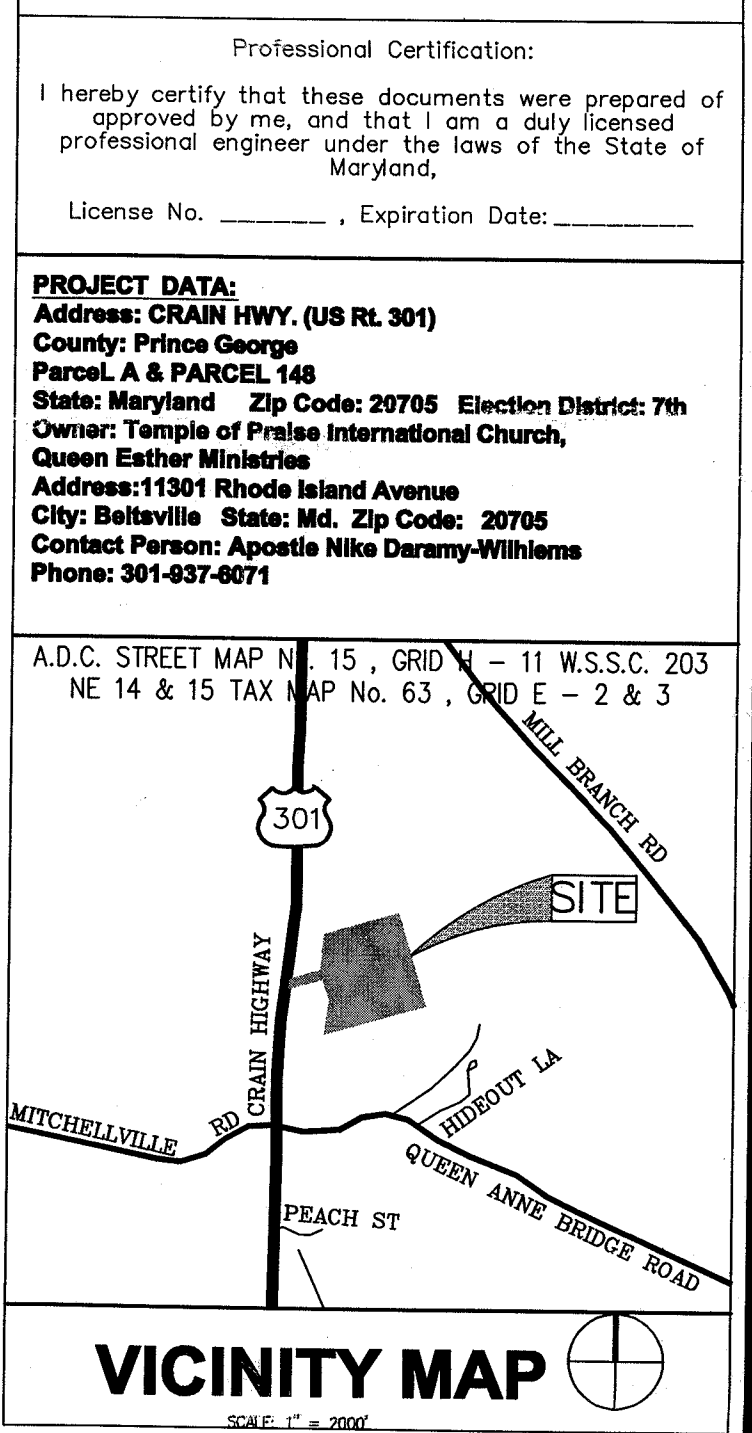 Professional Certification:
I hereby certify that these documents were prepared of
approved by me, and that I am a duly licensed
professional engineer under the laws of the State of
Maryland,
License No. ______ , Expiration Date:________
PROJECT DATA:
Address: CRAIN HWY. (US Rt. 301)
County: Prince George
ParceL A & PARCEL 148
State: Maryland Zip Code: 20705 Election District: 7th
Owner: Temple of Praise International Church,
Queen Esther Ministries
Address:11301 Rhode Island Avenue
City: Beltsville State: Md. Zip Code: 20705
Contact Person: Apostle Nike Daramy-Wilhlems
Phone: 301-937-6071
A.D.C. STREET MAP No. 15 , GRID H - 11 W.S.S.C. 203
NE 14 & 15 TAX MAP No. 63 , GRID E - 2 & 3
MILL BRANCH RD
301
SITE
CRAIN HIGHWAY
HIDEOUT LA
MITCHELLVILLE RD
QUEEN ANNE BRIDGE ROAD
PEACH ST
VICINITY MAP
SCALE: 1" = 2000'